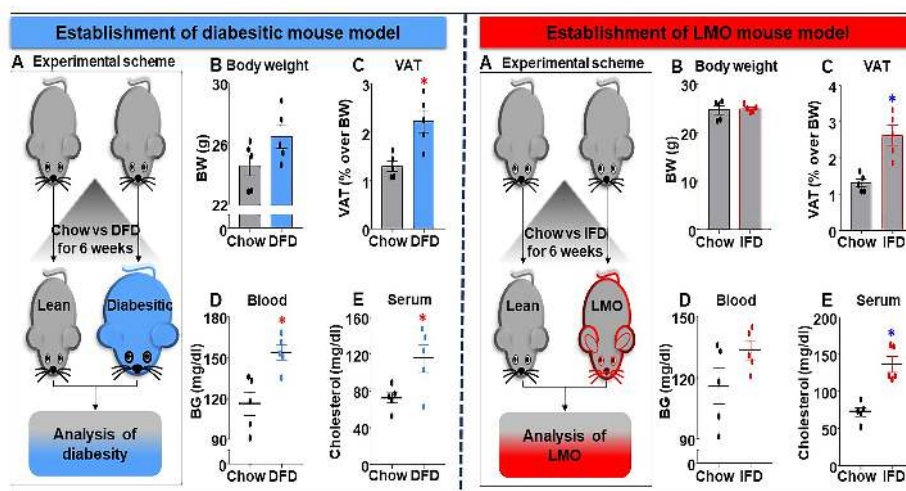 Establishment of diabesitic mouse model
A Experimental scheme
Chow vs DFD
for 6 weeks
Lean
Diabesitic
Analysis of
diabesity
B Body weight
BW (g)
30
26
22
0
Chow DFD
C VAT
VAT (% over BW)
3
2
1
0
*
Chow DFD
D Blood
BG (mg/dl)
180
150
120
90
0
*
Chow DFD
E Serum
Cholesterol (mg/dl)
160
120
80
40
0
*
Chow DFD
Establishment of LMO mouse model
A Experimental scheme
Chow vs IFD
for 6 weeks
Lean
LMO
Analysis of
LMO
B Body weight
BW (g)
30
20
10
0
Chow IFD
C VAT
VAT (% over BW)
4
3
2
1
0
*
Chow IFD
D Blood
BG (mg/dl)
150
120
90
0
Chow IFD
E Serum
Cholesterol (mg/dl)
200
150
100
50
0
*
Chow IFD